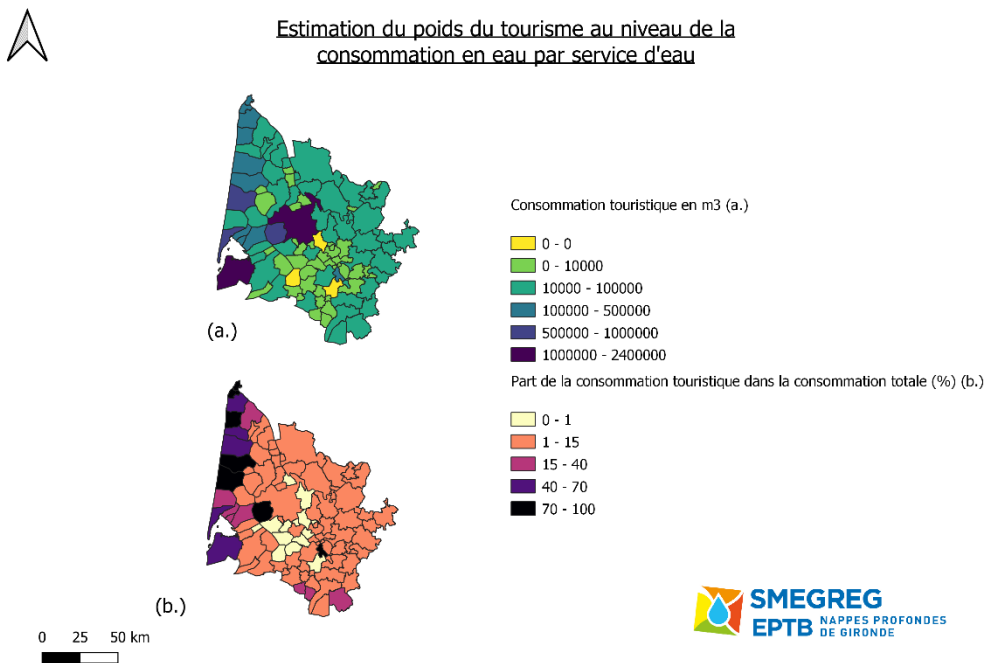 Estimation du poids du tourisme au niveau de la
consommation en eau par service d'eau
Consommation touristique en m3 (a.)
0 - 0
0 - 10000
10000 - 100000
100000 - 500000
500000 - 1000000
1000000 - 2400000
(a.)
Part de la consommation touristique dans la consommation totale (%) (b.)
0 - 1
1 - 15
15 - 40
40 - 70
70 - 100
(b.)
0 25 50 km
SMEGREG
EPTB NAPPES PROFONDES
DE GIRONDE